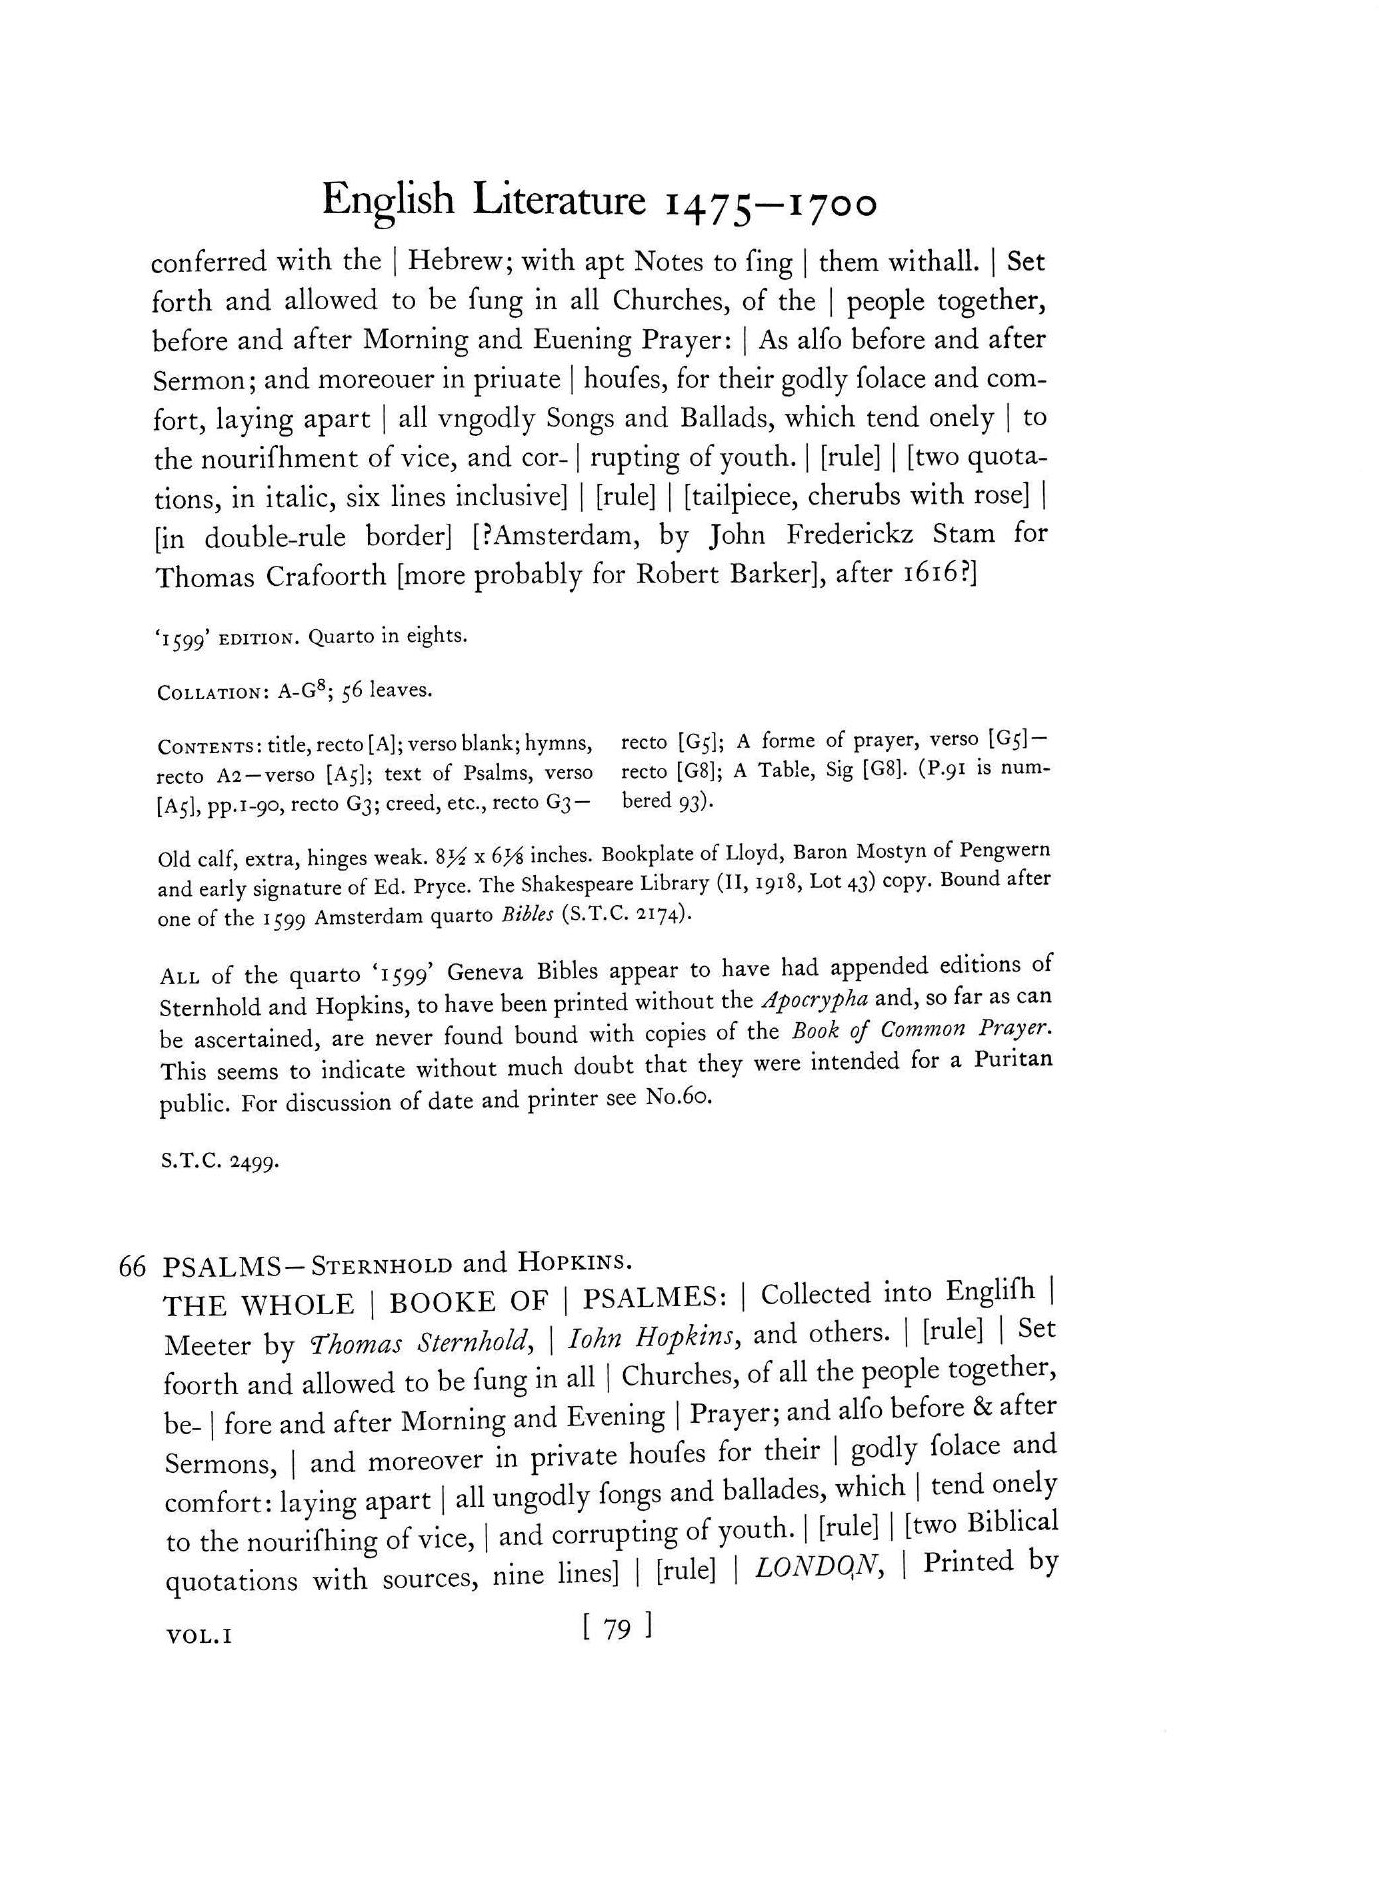 English Literature 1475—1700
conferred with the | Hebrew; with apt Notes to ſing | them withall. | Set
forth and allowed to be ſung in all Churches, of the | people together,
before and after Morning and Euening Prayer: | As alſo before and after
Sermon; and moreouer in priuate | houſes, for their godly ſolace and com-
fort, laying apart | all vngodly Songs and Ballads, which tend onely | to
the nouriſhment of vice, and cor- | rupting of youth. | [rule] | [two quota-
tions, in italic, six lines inclusive] | [rule] | [tailpiece, cherubs with rose] |
[in double-rule border] [?Amsterdam, by John Frederickz Stam for
Thomas Crafoorth [more probably for Robert Barker], after 1616?]
‘1599’ EDITION. Quarto in eights.
COLLATION: A-G⁸; 56 leaves.
CONTENTS: title, recto [A]; verso blank; hymns,
recto A2—verso [A5]; text of Psalms, verso
[A5], pp.1-90, recto G3; creed, etc., recto G3—
recto [G5]; A forme of prayer, verso [G5]—
recto [G8]; A Table, Sig [G8]. (P.91 is num-
bered 93).
Old calf, extra, hinges weak. 8½ x 6⅛ inches. Bookplate of Lloyd, Baron Mostyn of Pengwern
and early signature of Ed. Pryce. The Shakespeare Library (II, 1918, Lot 43) copy. Bound after
one of the 1599 Amsterdam quarto Bibles (S.T.C. 2174).
ALL of the quarto ‘1599’ Geneva Bibles appear to have had appended editions of
Sternhold and Hopkins, to have been printed without the Apocrypha and, so far as can
be ascertained, are never found bound with copies of the Book of Common Prayer.
This seems to indicate without much doubt that they were intended for a Puritan
public. For discussion of date and printer see No.60.
S.T.C. 2499.
66 PSALMS—STERNHOLD and HOPKINS.
THE WHOLE | BOOKE OF | PSALMES: | Collected into Engliſh |
Meeter by Thomas Sternhold, | Iohn Hopkins, and others. | [rule] | Set
foorth and allowed to be ſung in all | Churches, of all the people together,
be- | fore and after Morning and Evening | Prayer; and alſo before & after
Sermons, | and moreover in private houſes for their | godly ſolace and
comfort: laying apart | all ungodly ſongs and ballades, which | tend onely
to the nouriſhing of vice, | and corrupting of youth. | [rule] | [two Biblical
quotations with sources, nine lines] | [rule] | LONDON, | Printed by
VOL.I
[ 79 ]